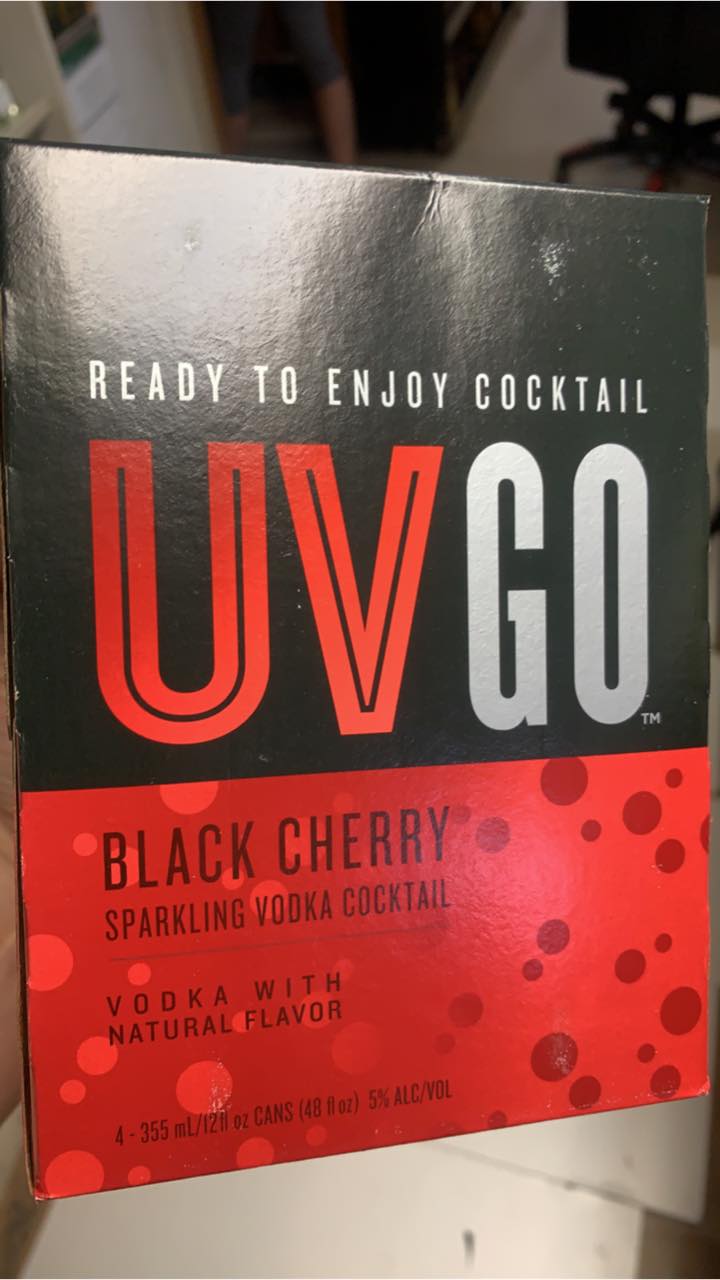 READY TO ENJOY COCKTAIL
UVGO™
BLACK CHERRY
SPARKLING VODKA COCKTAIL
VODKA WITH
NATURAL FLAVOR
4 - 355 mL/12 fl oz CANS (48 fl oz) 5% ALC/VOL